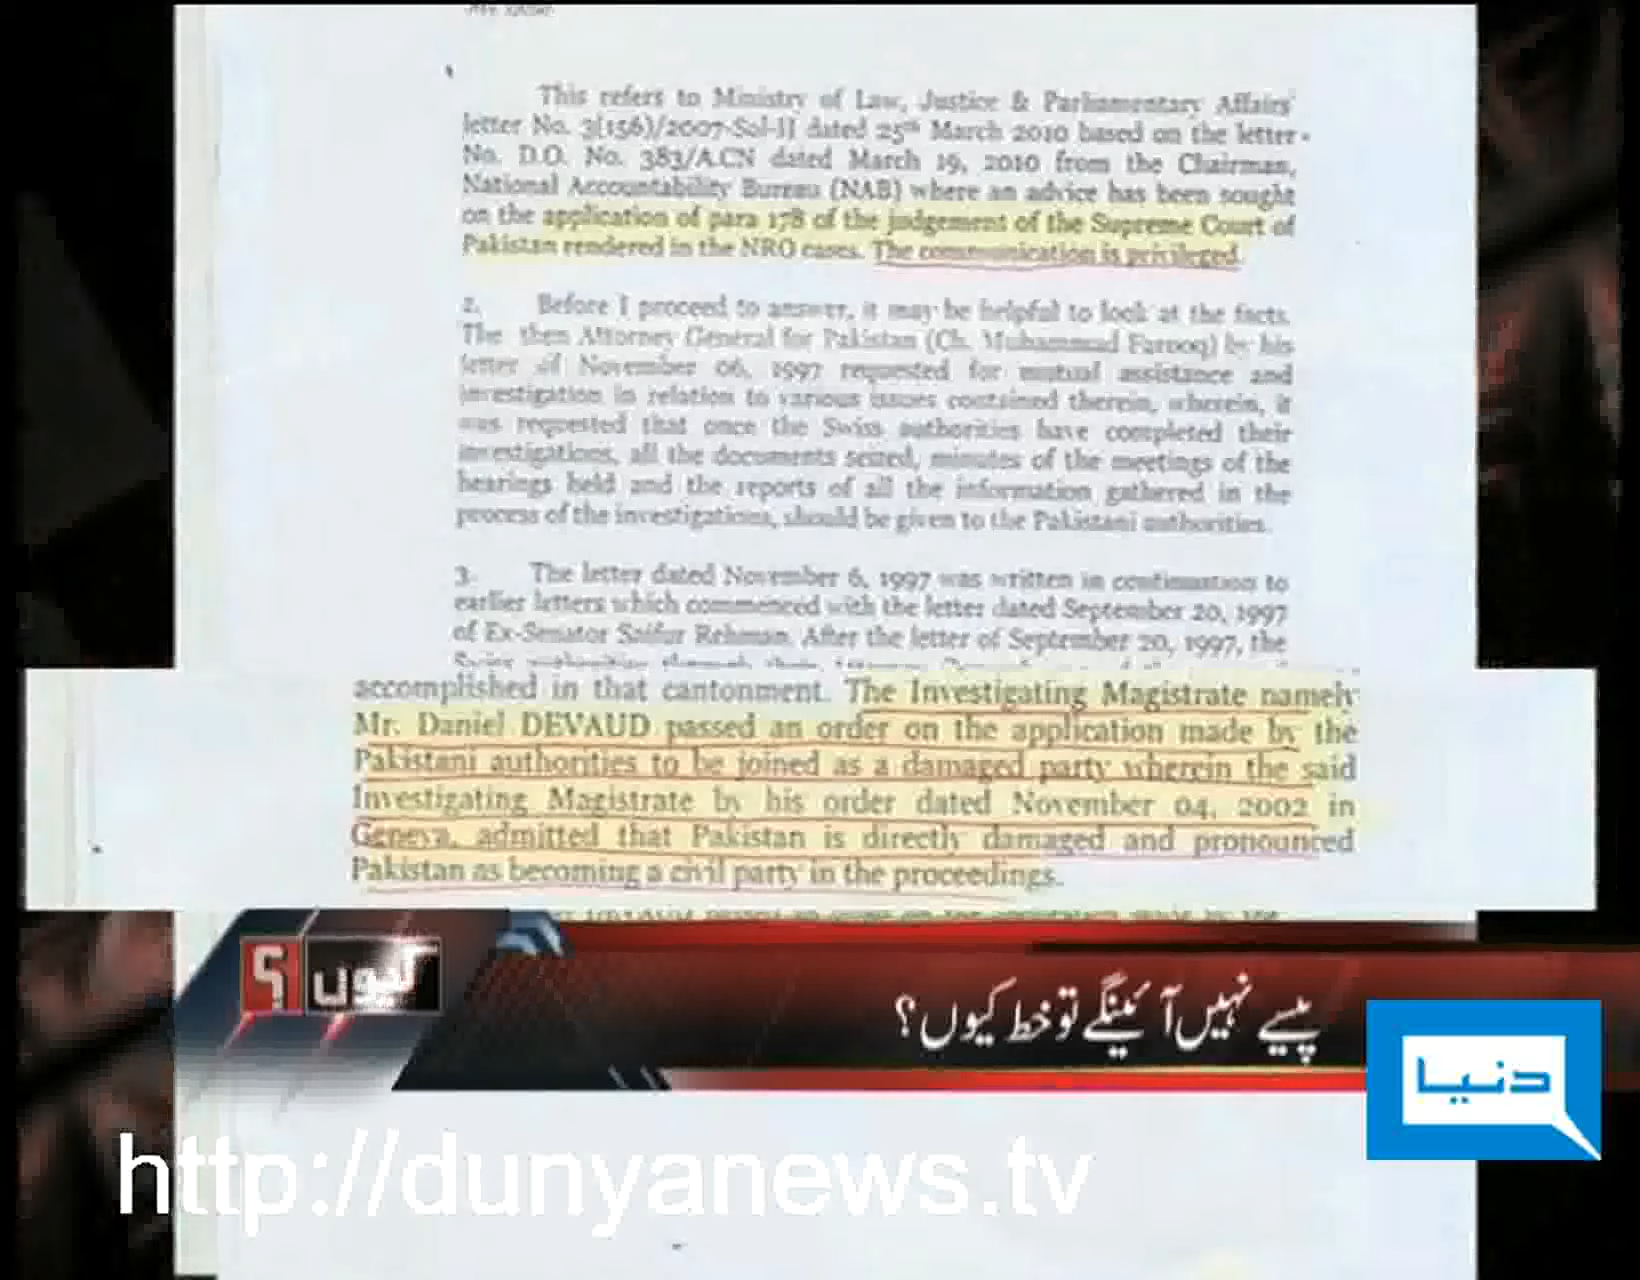 This refers to Ministry of Law, Justice & Parliamentary Affairs'
letter No. 3(156)/2007-Sol-II dated 25th March 2010 based on the letter
No. D.O. No. 383/A.CN dated March 19, 2010 from the Chairman,
National Accountability Bureau (NAB) where an advice has been sought
on the application of para 178 of the judgement of the Supreme Court of
Pakistan rendered in the NRO cases. The communication is privileged.
2. Before I proceed to answer, it may be helpful to look at the facts.
The then Attorney General for Pakistan (Ch. Muhammad Farooq) by his
letter of November 06, 1997 requested for mutual assistance and
investigation in relation to various issues contained therein, wherein, it
was requested that once the Swiss authorities have completed their
investigations, all the documents seized, minutes of the meetings of the
hearings held and the reports of all the information gathered in the
process of the investigations, should be given to the Pakistani authorities.
3. The letter dated November 6, 1997 was written in continuation to
earlier letters which commenced with the letter dated September 20, 1997
of Ex-Senator Saifur Rehman. After the letter of September 20, 1997, the
accomplished in that cantonment. The Investigating Magistrate namely
Mr. Daniel DEVAUD passed an order on the application made by the
Pakistani authorities to be joined as a damaged party wherein the said
Investigating Magistrate by his order dated November 04, 2002 in
Geneva, admitted that Pakistan is directly damaged and pronounced
Pakistan as becoming a civil party in the proceedings.
کیوں؟
پیسے نہیں آئینگے تو خط کیوں؟
دنیا
http://dunyanews.tv